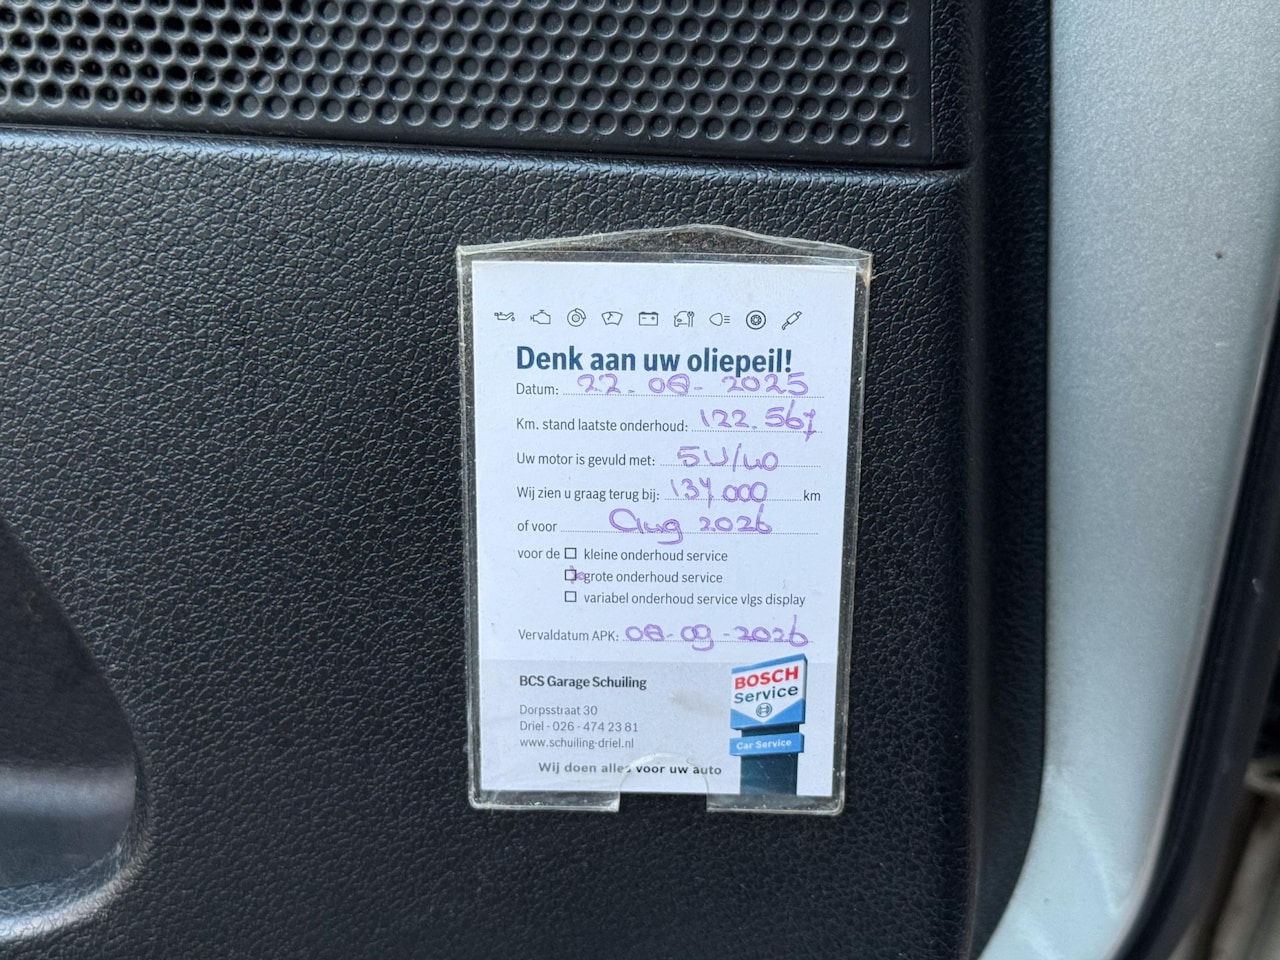 Denk aan uw oliepeil!
Datum: 22-08-2025
Km. stand laatste onderhoud: 122.567
Uw motor is gevuld met: 5W/40
Wij zien u graag terug bij: 137.000 km
of voor Aug 2026
voor de kleine onderhoud service
grote onderhoud service
variabel onderhoud service vlgs display
Vervaldatum APK: 08-09-2026
BCS Garage Schuiling
Dorpsstraat 30
Driel - 026 - 474 23 81
www.schuiling-driel.nl
Wij doen alles voor uw auto
BOSCH
Service
Car Service